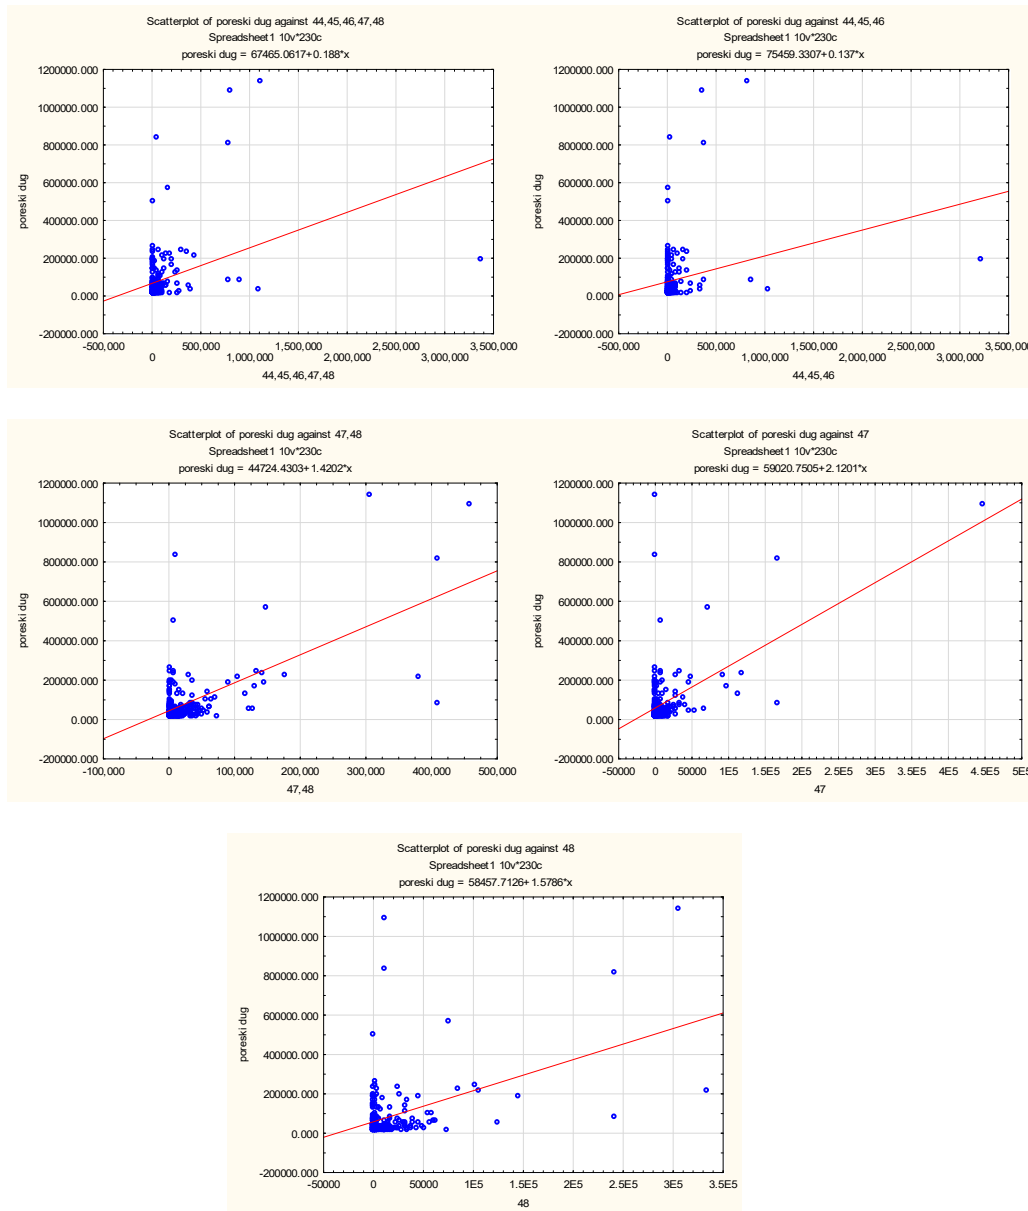 Scatterplot of poreski dug against 44,45,46,47,48
Spreadsheet1 10v*230c
poreski dug = 67465.0617+0.188*x
1200000.000
1000000.000
800000.000
600000.000
400000.000
200000.000
0.000
-200000.000
poreski dug
-500,000 500,000 1,500,000 2,500,000 3,500,000
0 1,000,000 2,000,000 3,000,000
44,45,46,47,48
Scatterplot of poreski dug against 44,45,46
Spreadsheet1 10v*230c
poreski dug = 75459.3307+0.137*x
1200000.000
1000000.000
800000.000
600000.000
400000.000
200000.000
0.000
-200000.000
poreski dug
-500,000 500,000 1,500,000 2,500,000 3,500,00
0 1,000,000 2,000,000 3,000,000
44,45,46
Scatterplot of poreski dug against 47,48
Spreadsheet1 10v*230c
poreski dug = 44724.4303+1.4202*x
1200000.000
1000000.000
800000.000
600000.000
400000.000
200000.000
0.000
-200000.000
poreski dug
-100,000 0 100,000 200,000 300,000 400,000 500,000
47,48
Scatterplot of poreski dug against 47
Spreadsheet1 10v*230c
poreski dug = 59020.7505+2.1201*x
1200000.000
1000000.000
800000.000
600000.000
400000.000
200000.000
0.000
-200000.000
poreski dug
-50000 0 50000 1E5 1.5E5 2E5 2.5E5 3E5 3.5E5 4E5 4.5E5 5E5
47
Scatterplot of poreski dug against 48
Spreadsheet1 10v*230c
poreski dug = 58457.7126+1.5786*x
1200000.000
1000000.000
800000.000
600000.000
400000.000
200000.000
0.000
-200000.000
poreski dug
-50000 0 50000 1E5 1.5E5 2E5 2.5E5 3E5 3.5E5
48